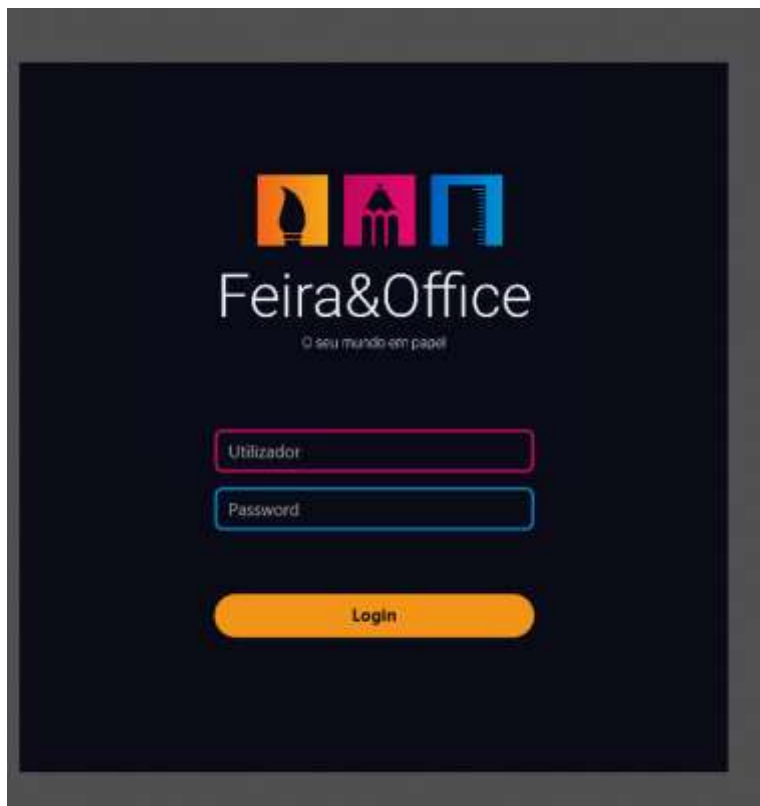 Feira&Office
O seu mundo em papel
Utilizador
Password
Login